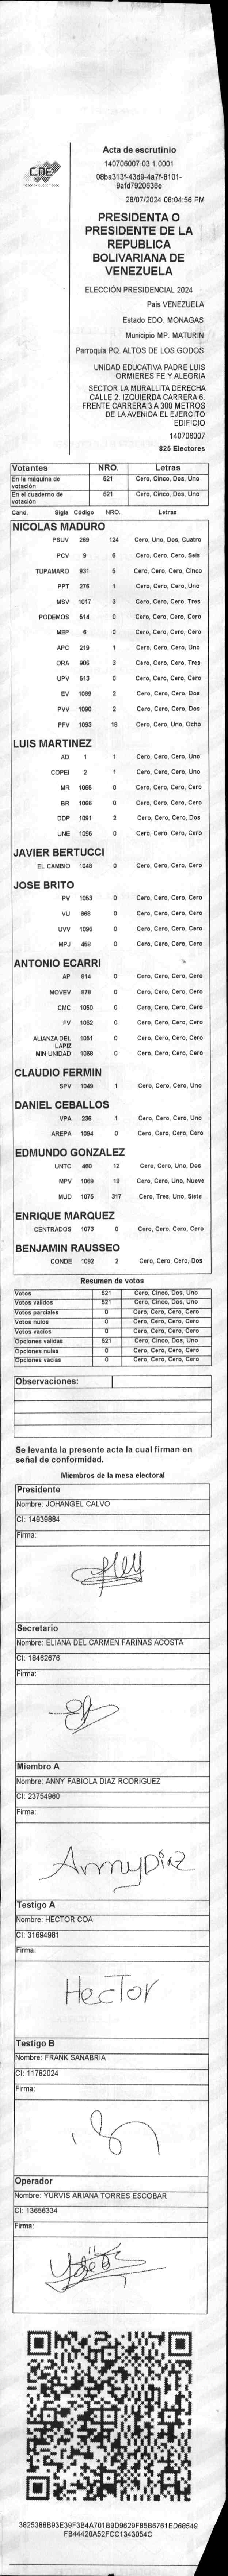 CNE
Acta de escrutinio
140706007.03.1.0001
08ba313f-43d9-4a7f-8101-
9afd7920636e
28/07/2024 08:04:56 PM
PRESIDENTA O
PRESIDENTE DE LA
REPUBLICA
BOLIVARIANA DE
VENEZUELA
ELECCIÓN PRESIDENCIAL 2024
Pais VENEZUELA
Estado EDO. MONAGAS
Municipio MP. MATURIN
Parroquia PQ. ALTOS DE LOS GODOS
UNIDAD EDUCATIVA PADRE LUIS
ORMIERES FE Y ALEGRIA
SECTOR LA MURALLITA DERECHA
CALLE 2. IZQUIERDA CARRERA 6.
FRENTE CARRERA 3 A 300 METROS
DE LA AVENIDA EL EJERCITO
EDIFICIO
140706007
825 Electores
Votantes NRO. Letras
En la máquina de votación 521 Cero, Cinco, Dos, Uno
En el cuaderno de votación 521 Cero, Cinco, Dos, Uno
Cand. Sigla Código NRO. Letras
NICOLAS MADURO
PSUV 269 124 Cero, Uno, Dos, Cuatro
PCV 9 6 Cero, Cero, Cero, Seis
TUPAMARO 931 5 Cero, Cero, Cero, Cinco
PPT 276 1 Cero, Cero, Cero, Uno
MSV 1017 3 Cero, Cero, Cero, Tres
PODEMOS 514 0 Cero, Cero, Cero, Cero
MEP 6 0 Cero, Cero, Cero, Cero
APC 219 1 Cero, Cero, Cero, Uno
ORA 906 3 Cero, Cero, Cero, Tres
UPV 513 0 Cero, Cero, Cero, Cero
EV 1089 2 Cero, Cero, Cero, Dos
PVV 1090 2 Cero, Cero, Cero, Dos
PFV 1093 18 Cero, Cero, Uno, Ocho
LUIS MARTINEZ
AD 1 1 Cero, Cero, Cero, Uno
COPEI 2 1 Cero, Cero, Cero, Uno
MR 1065 0 Cero, Cero, Cero, Cero
BR 1066 0 Cero, Cero, Cero, Cero
DDP 1091 2 Cero, Cero, Cero, Dos
UNE 1095 0 Cero, Cero, Cero, Cero
JAVIER BERTUCCI
EL CAMBIO 1048 0 Cero, Cero, Cero, Cero
JOSE BRITO
PV 1053 0 Cero, Cero, Cero, Cero
VU 868 0 Cero, Cero, Cero, Cero
UVV 1096 0 Cero, Cero, Cero, Cero
MPJ 458 0 Cero, Cero, Cero, Cero
ANTONIO ECARRI
AP 814 0 Cero, Cero, Cero, Cero
MOVEV 878 0 Cero, Cero, Cero, Cero
CMC 1050 0 Cero, Cero, Cero, Cero
FV 1062 0 Cero, Cero, Cero, Cero
ALIANZA DEL LAPIZ 1051 0 Cero, Cero, Cero, Cero
MIN UNIDAD 1068 0 Cero, Cero, Cero, Cero
CLAUDIO FERMIN
SPV 1049 1 Cero, Cero, Cero, Uno
DANIEL CEBALLOS
VPA 236 1 Cero, Cero, Cero, Uno
AREPA 1094 0 Cero, Cero, Cero, Cero
EDMUNDO GONZALEZ
UNTC 460 12 Cero, Cero, Uno, Dos
MPV 1069 19 Cero, Cero, Uno, Nueve
MUD 1075 317 Cero, Tres, Uno, Siete
ENRIQUE MARQUEZ
CENTRADOS 1073 0 Cero, Cero, Cero, Cero
BENJAMIN RAUSSEO
CONDE 1092 2 Cero, Cero, Cero, Dos
Resumen de votos
Votos 521 Cero, Cinco, Dos, Uno
Votos validos 521 Cero, Cinco, Dos, Uno
Votos parciales 0 Cero, Cero, Cero, Cero
Votos nulos 0 Cero, Cero, Cero, Cero
Votos vacios 0 Cero, Cero, Cero, Cero
Opciones validas 521 Cero, Cinco, Dos, Uno
Opciones nulas 0 Cero, Cero, Cero, Cero
Opciones vacias 0 Cero, Cero, Cero, Cero
Observaciones:
Se levanta la presente acta la cual firman en
señal de conformidad.
Miembros de la mesa electoral
Presidente
Nombre: JOHANGEL CALVO
CI: 14939884
Firma:
Secretario
Nombre: ELIANA DEL CARMEN FARIÑAS ACOSTA
CI: 18462676
Firma:
Miembro A
Nombre: ANNY FABIOLA DIAZ RODRIGUEZ
CI: 23754960
Firma:
Anny Díaz
Testigo A
Nombre: HECTOR COA
CI: 31694981
Firma:
HecTor
Testigo B
Nombre: FRANK SANABRIA
CI: 11782024
Firma:
Operador
Nombre: YURVIS ARIANA TORRES ESCOBAR
CI: 13656334
Firma:
3825388B93E39F3B4A701B9D9629F85B6761ED68549
FB44420A52FCC1343054C